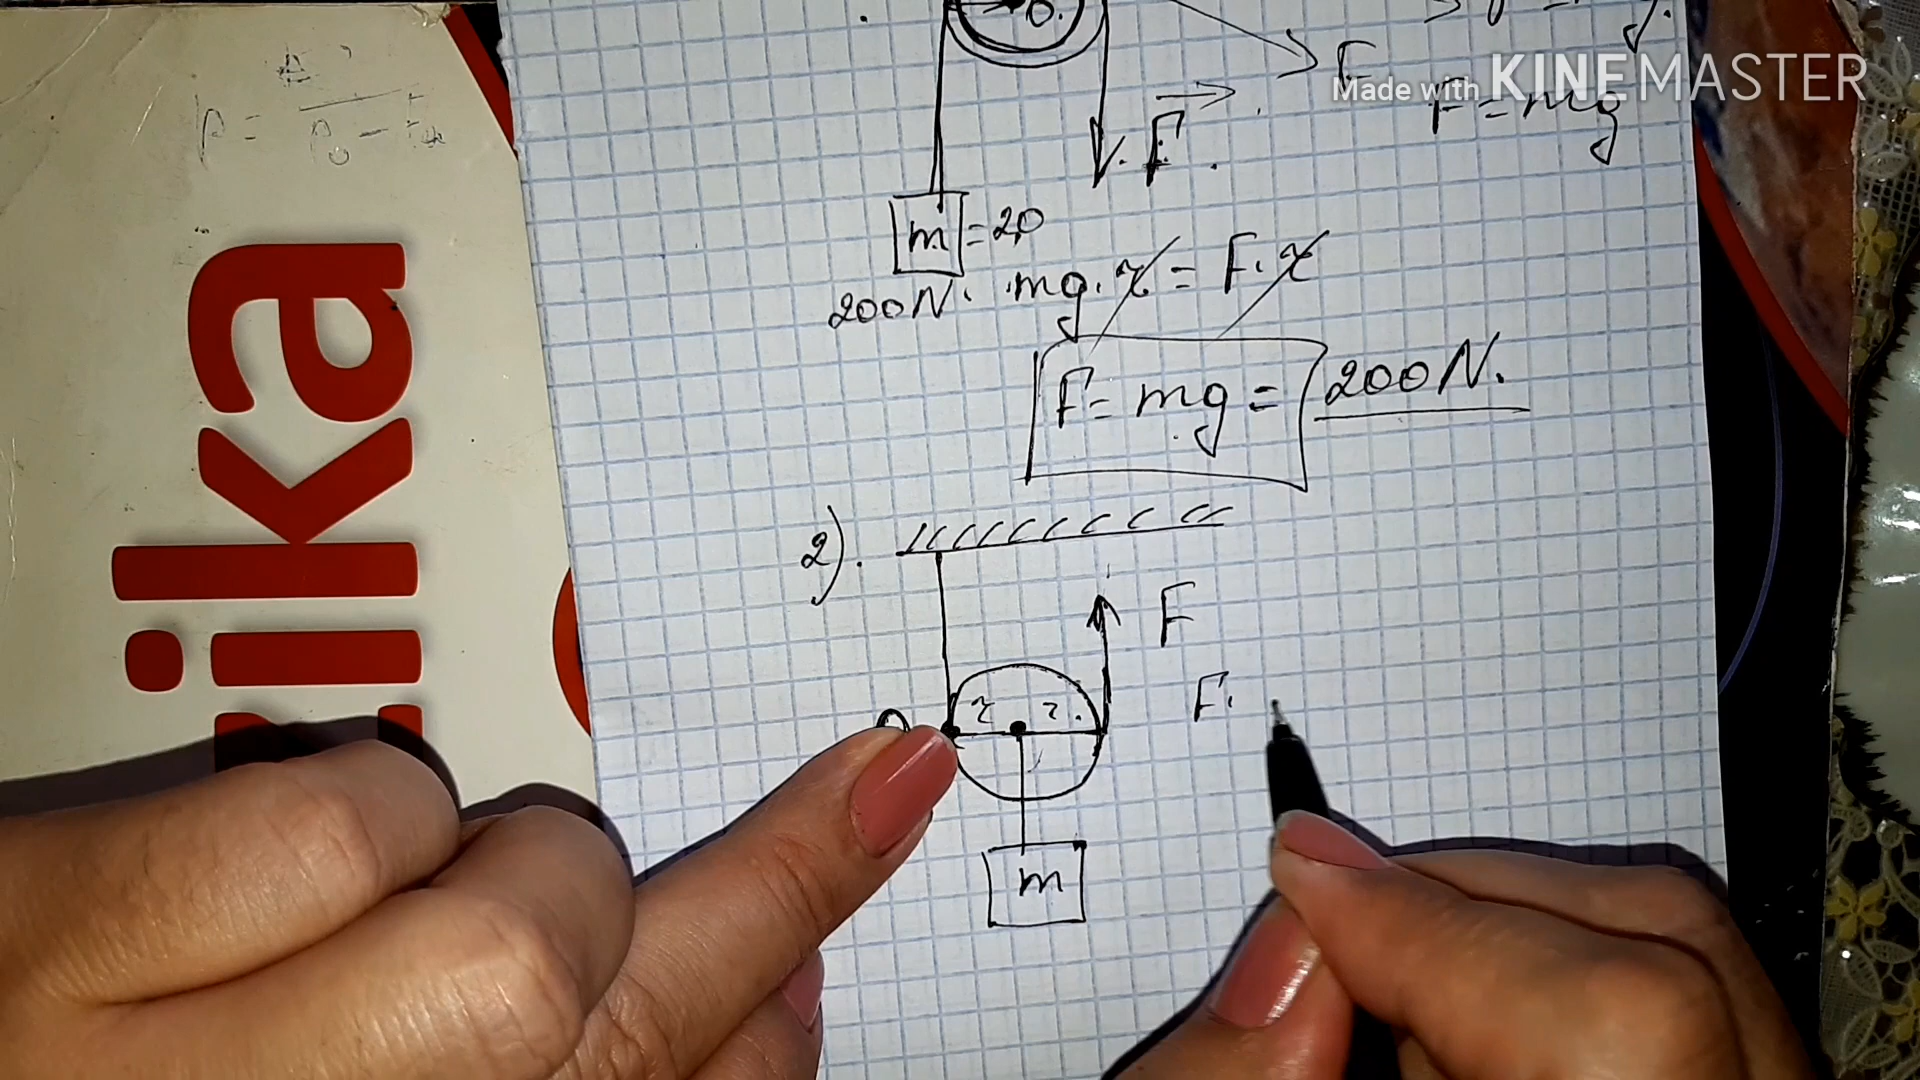 O.
F
Made with KINEMASTER
F = mg
F.
m = 20
200N. mg · r = F · r
F = mg = 200N.
2).
F
r r.
F.
m
ika